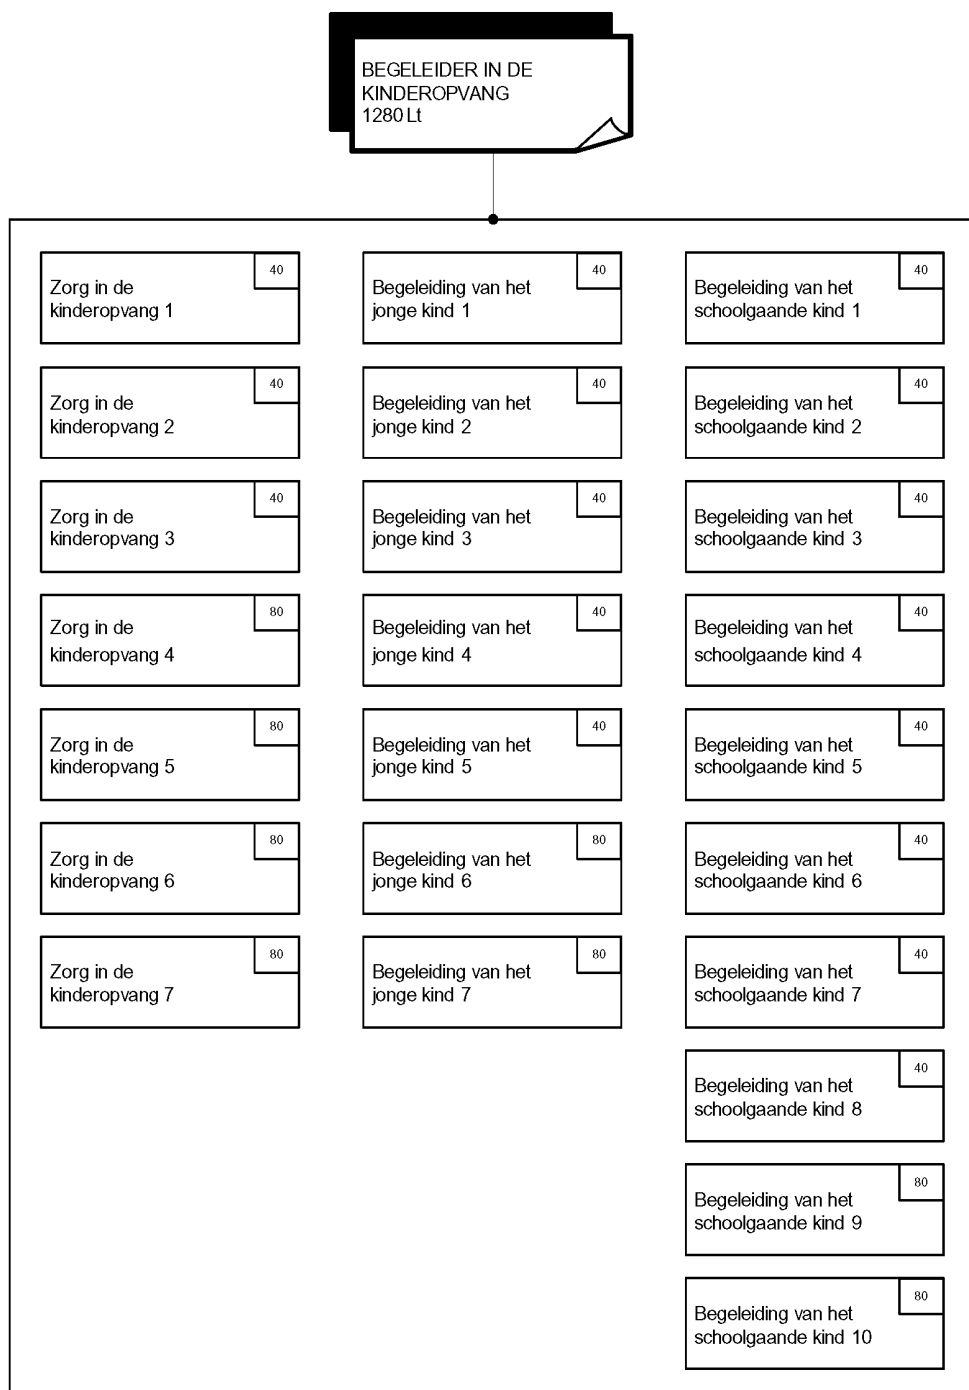 BEGELEIDER IN DE
KINDEROPVANG
1280 Lt
40
Zorg in de
kinderopvang 1
40
Begeleiding van het
jonge kind 1
40
Begeleiding van het
schoolgaande kind 1
40
Zorg in de
kinderopvang 2
40
Begeleiding van het
jonge kind 2
40
Begeleiding van het
schoolgaande kind 2
40
Zorg in de
kinderopvang 3
40
Begeleiding van het
jonge kind 3
40
Begeleiding van het
schoolgaande kind 3
80
Zorg in de
kinderopvang 4
40
Begeleiding van het
jonge kind 4
40
Begeleiding van het
schoolgaande kind 4
80
Zorg in de
kinderopvang 5
40
Begeleiding van het
jonge kind 5
40
Begeleiding van het
schoolgaande kind 5
80
Zorg in de
kinderopvang 6
80
Begeleiding van het
jonge kind 6
40
Begeleiding van het
schoolgaande kind 6
80
Zorg in de
kinderopvang 7
80
Begeleiding van het
jonge kind 7
40
Begeleiding van het
schoolgaande kind 7
40
Begeleiding van het
schoolgaande kind 8
80
Begeleiding van het
schoolgaande kind 9
80
Begeleiding van het
schoolgaande kind 10